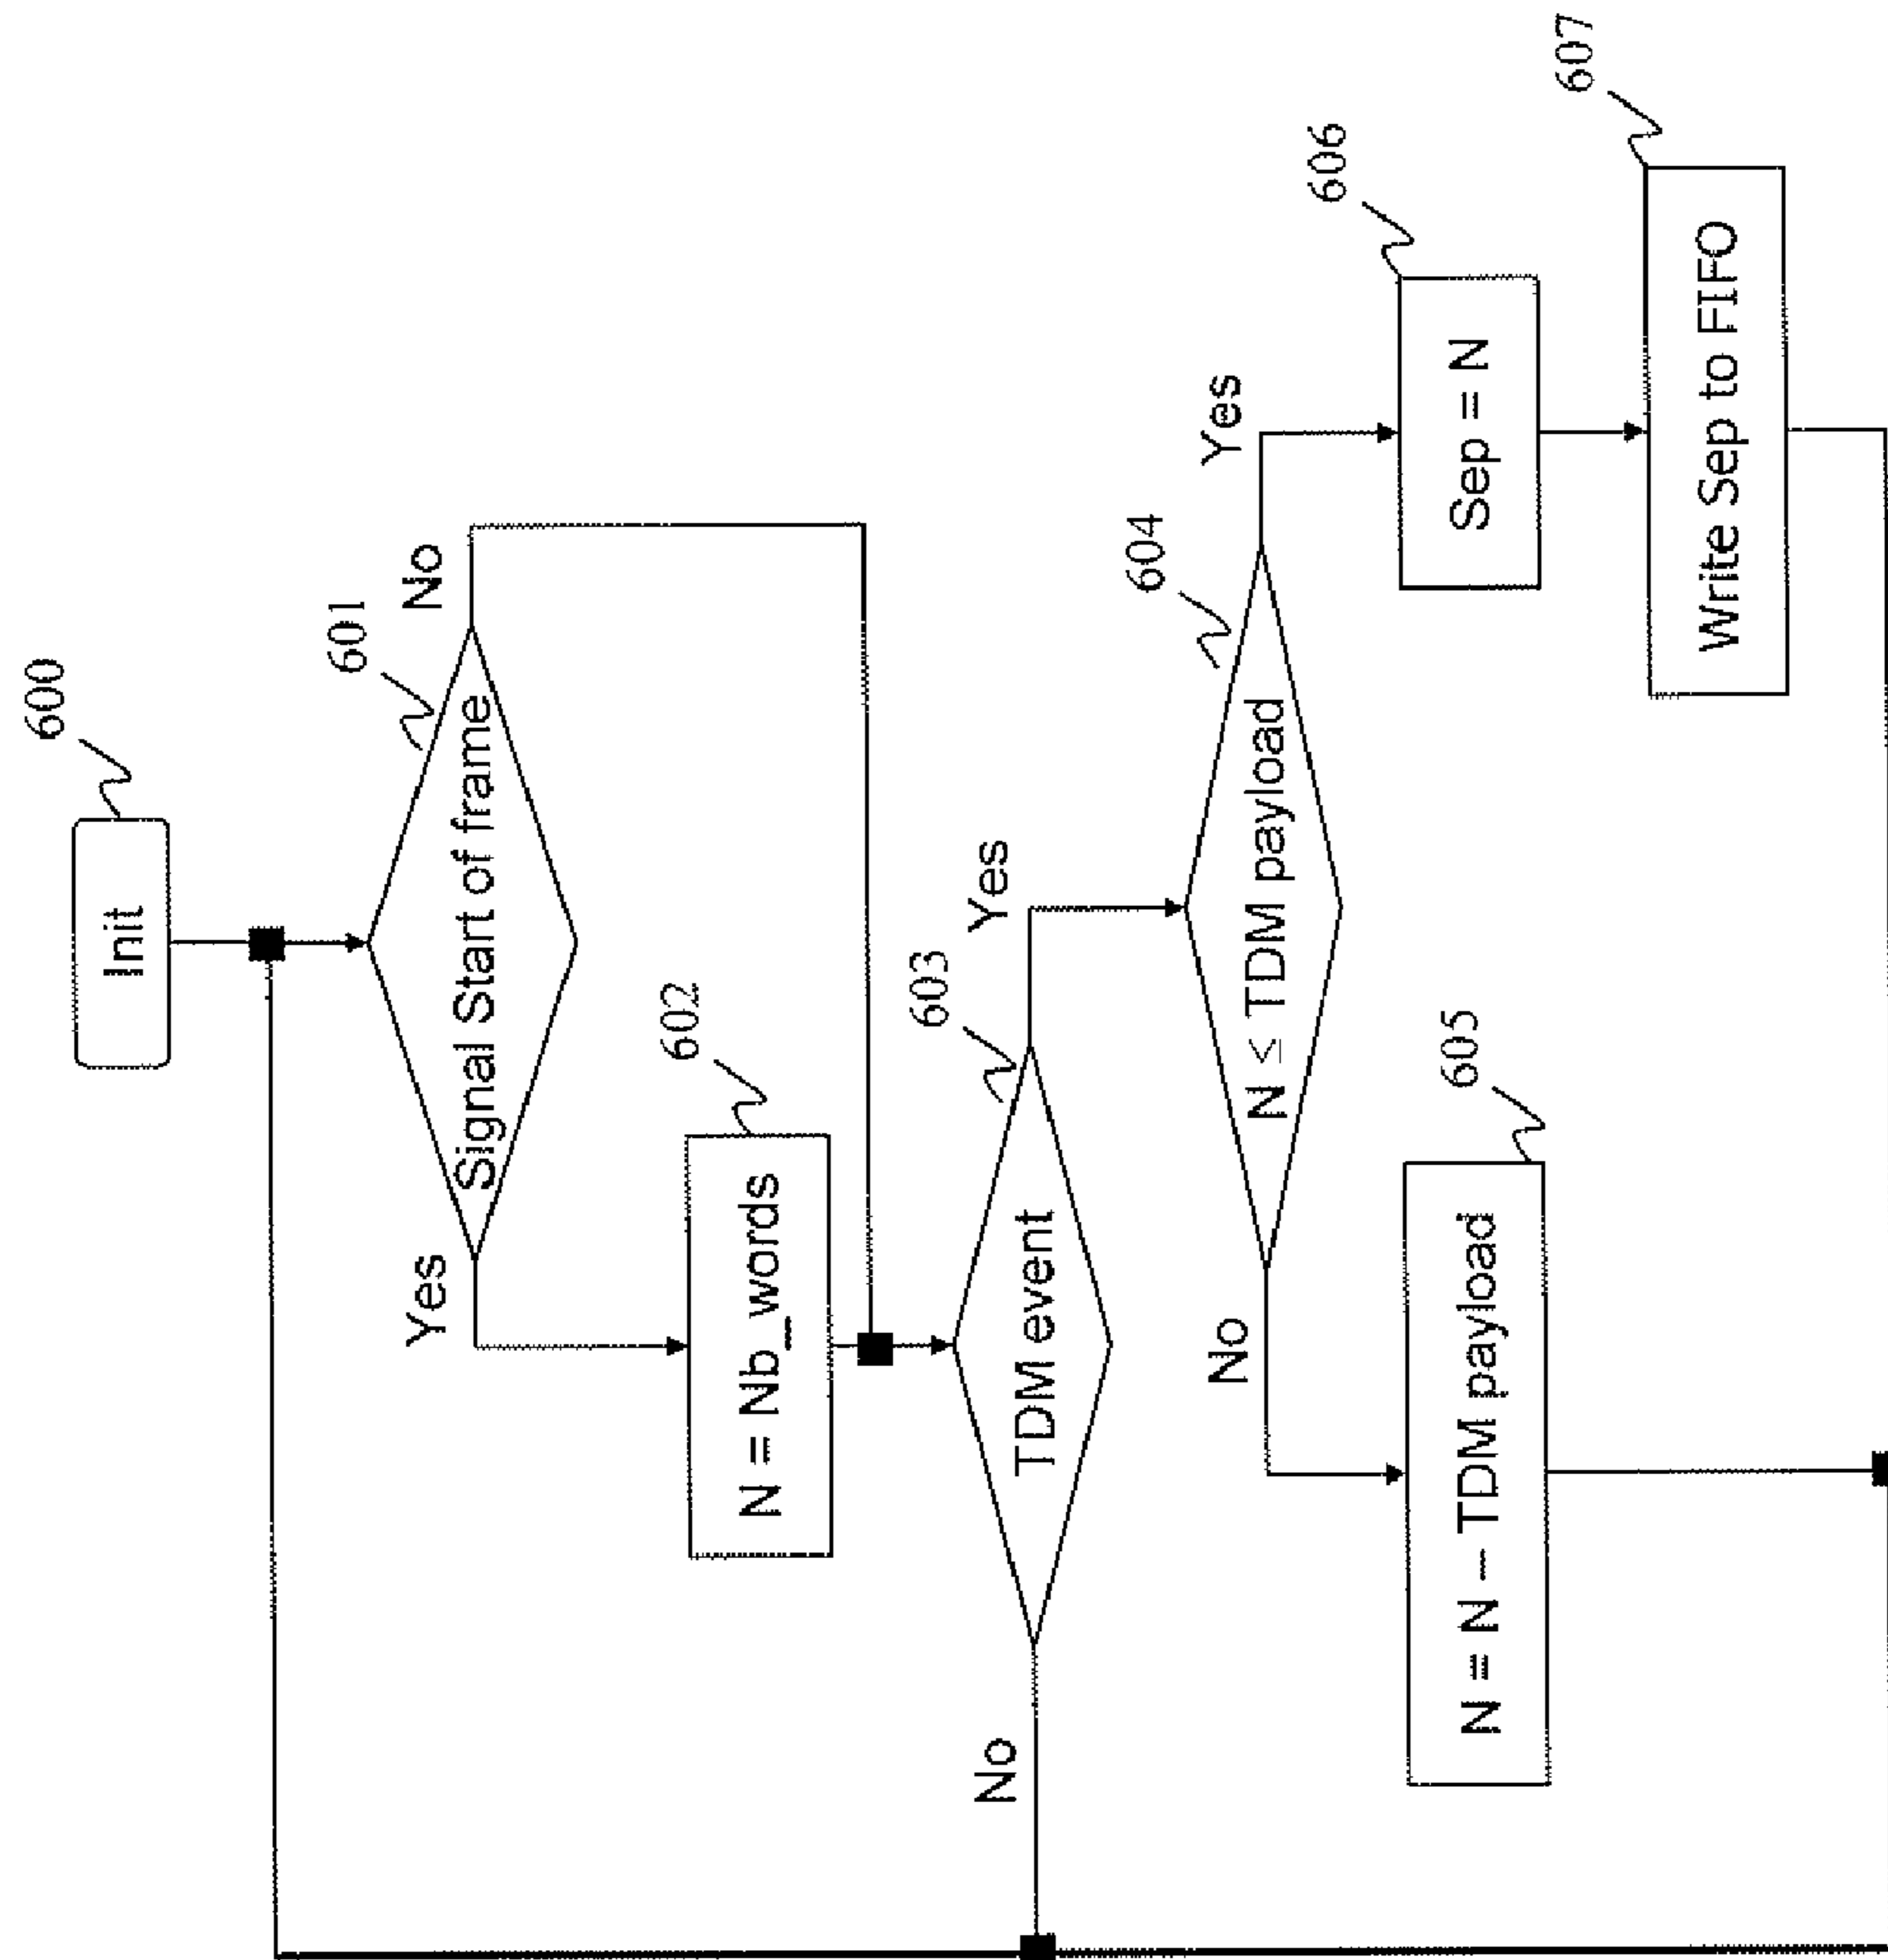 600
Init
601
Signal Start of frame
Yes
No
602
N = Nb_words
603
TDM event
No
Yes
604
N ≤ TDM payload
No
Yes
605
N = N – TDM payload
606
Sep = N
607
Write Sep to FIFO